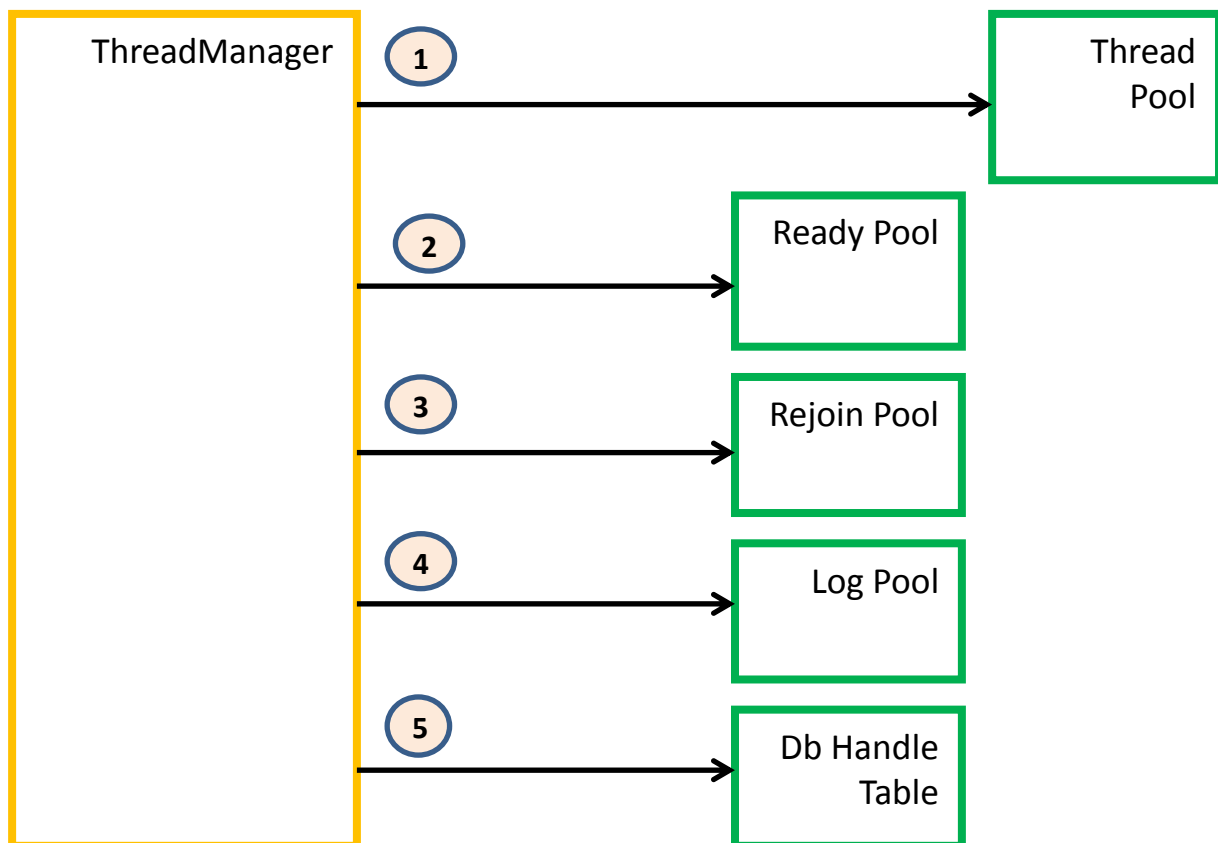 ThreadManager
1
Thread
Pool
2
Ready Pool
3
Rejoin Pool
4
Log Pool
5
Db Handle
Table